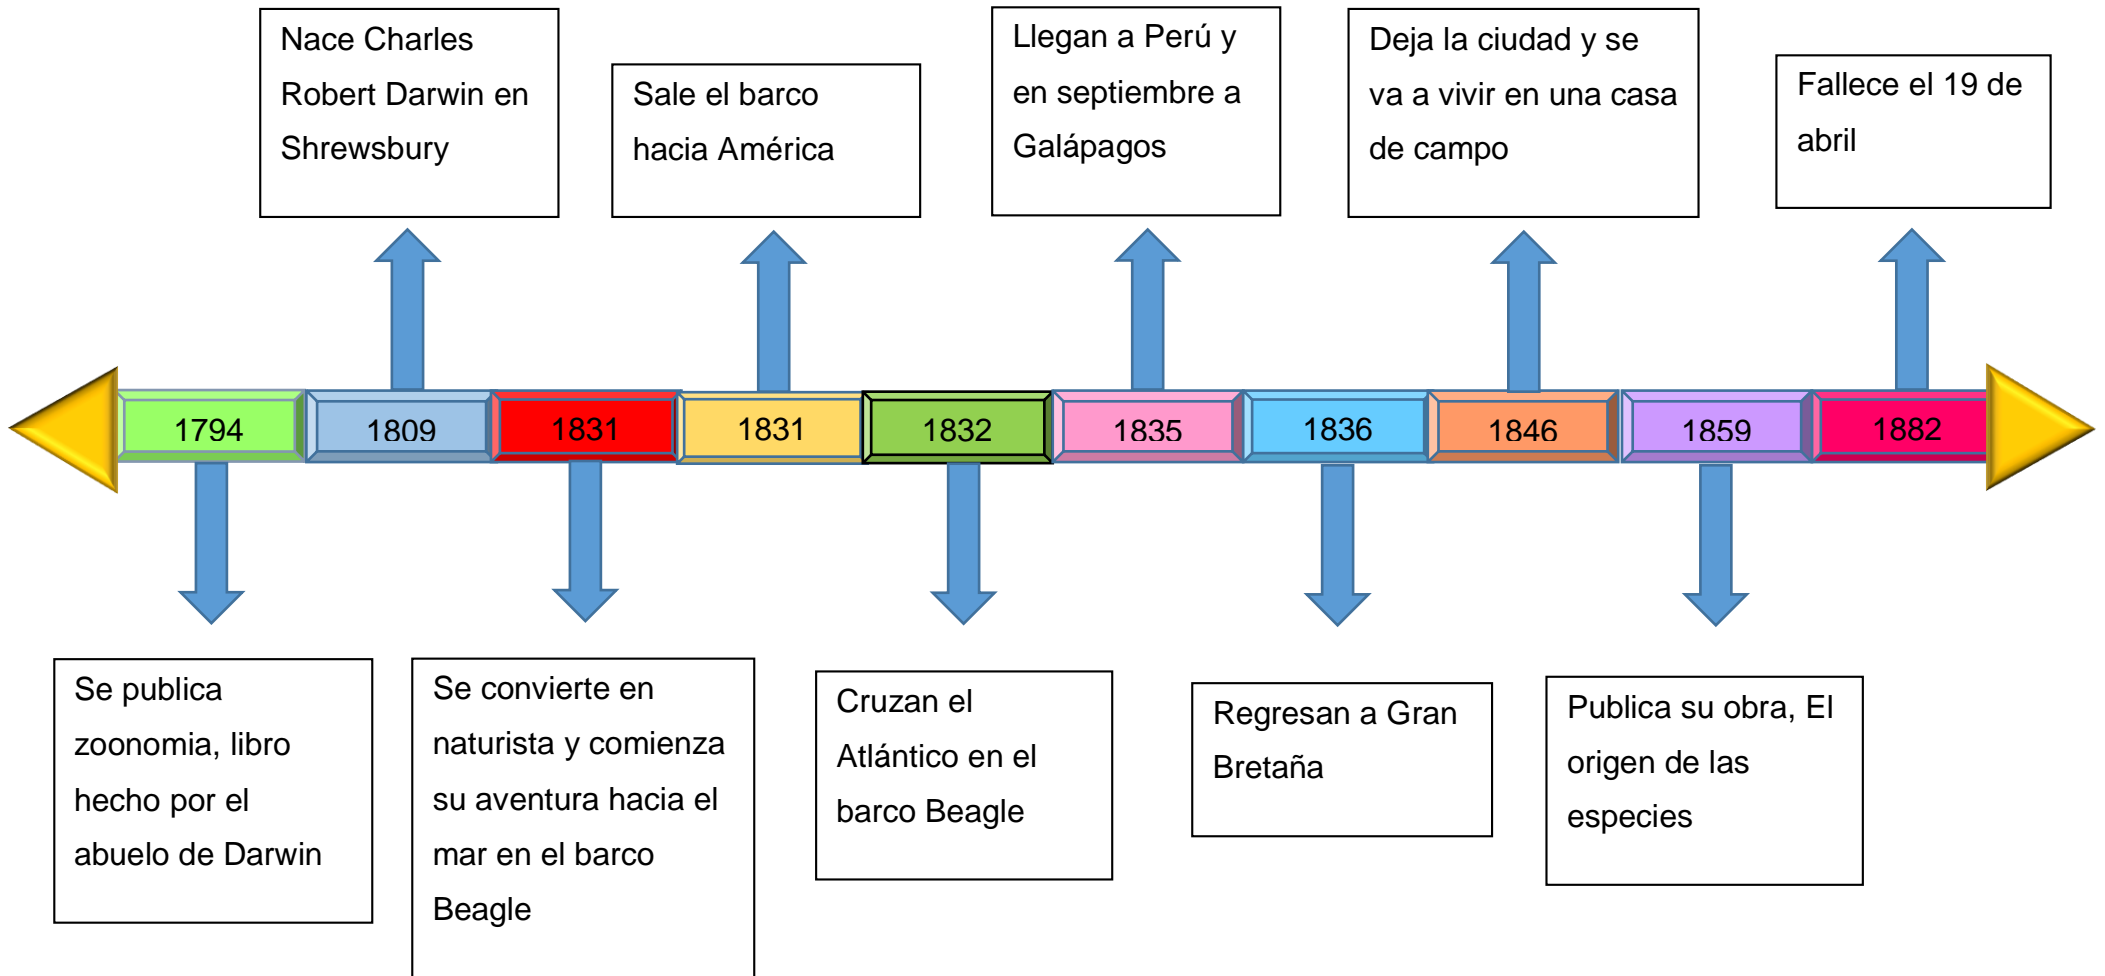 Nace Charles
Robert Darwin en
Shrewsbury
Sale el barco
hacia América
Llegan a Perú y
en septiembre a
Galápagos
Deja la ciudad y se
va a vivir en una casa
de campo
Fallece el 19 de
abril
1794
1809
1831
1831
1832
1835
1836
1846
1859
1882
Se publica
zoonomia, libro
hecho por el
abuelo de Darwin
Se convierte en
naturista y comienza
su aventura hacia el
mar en el barco
Beagle
Cruzan el
Atlántico en el
barco Beagle
Regresan a Gran
Bretaña
Publica su obra, El
origen de las
especies